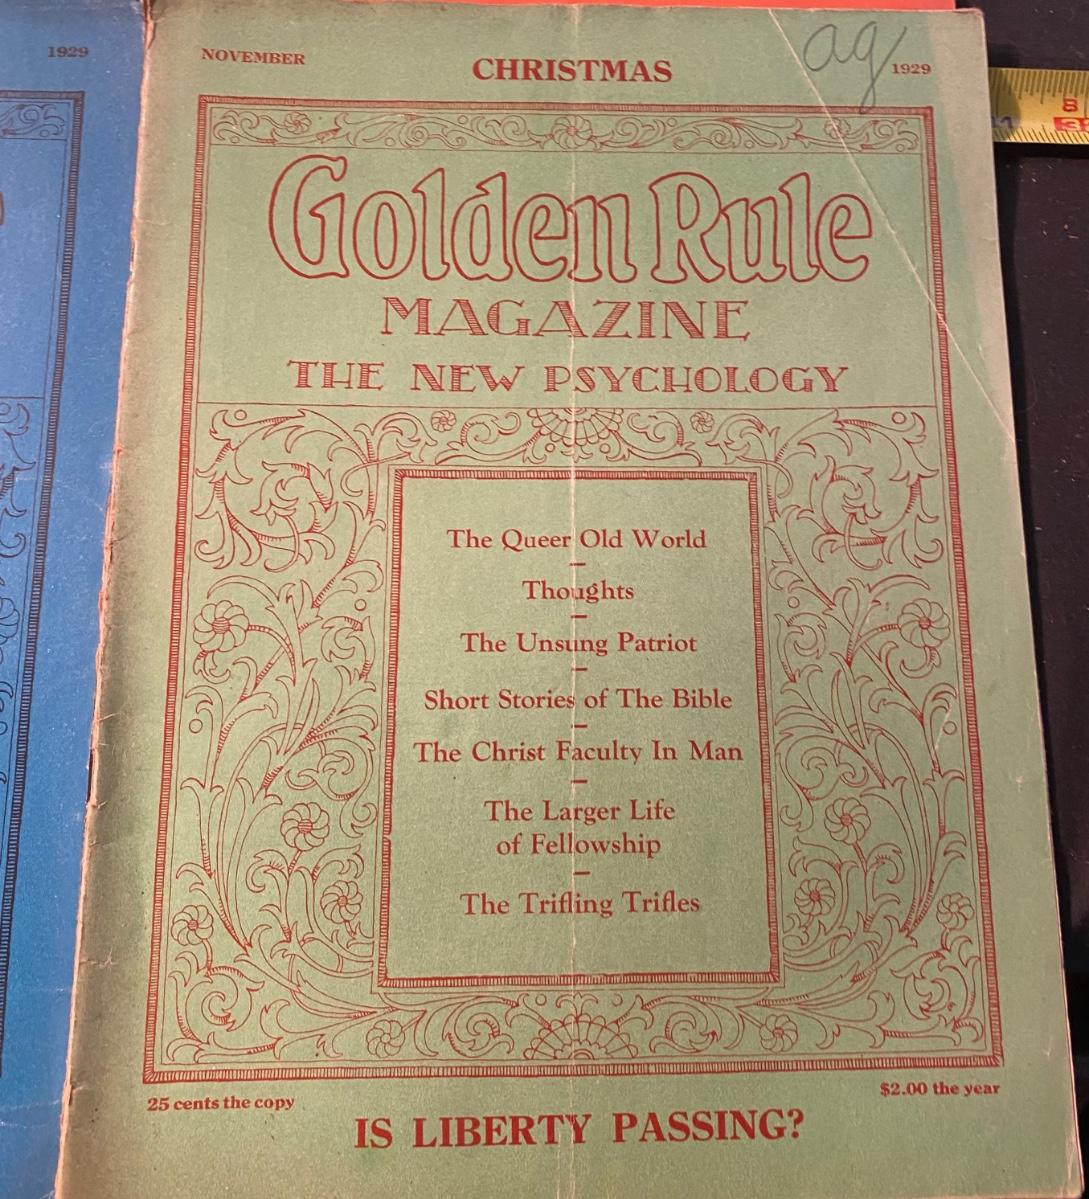 1929
NOVEMBER
CHRISTMAS
ag
1929
8
Golden Rule
MAGAZINE
THE NEW PSYCHOLOGY
The Queer Old World
Thoughts
The Unsung Patriot
Short Stories of The Bible
The Christ Faculty In Man
The Larger Life
of Fellowship
The Trifling Trifles
25 cents the copy
$2.00 the year
IS LIBERTY PASSING?